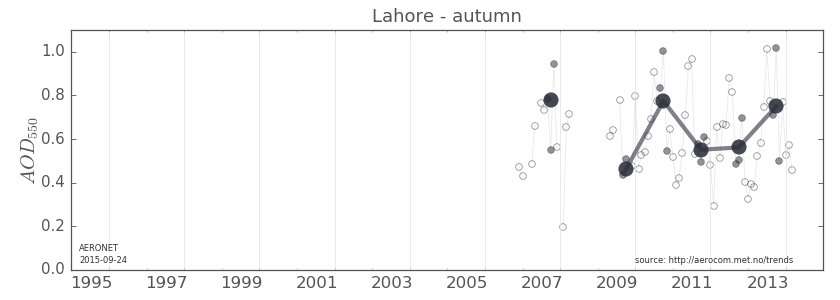 Lahore - autumn
1.0
0.8
0.6
0.4
0.2
0.0
AOD550
AERONET
2015-09-24
source: http://aerocom.met.no/trends
1995 1997 1999 2001 2003 2005 2007 2009 2011 2013